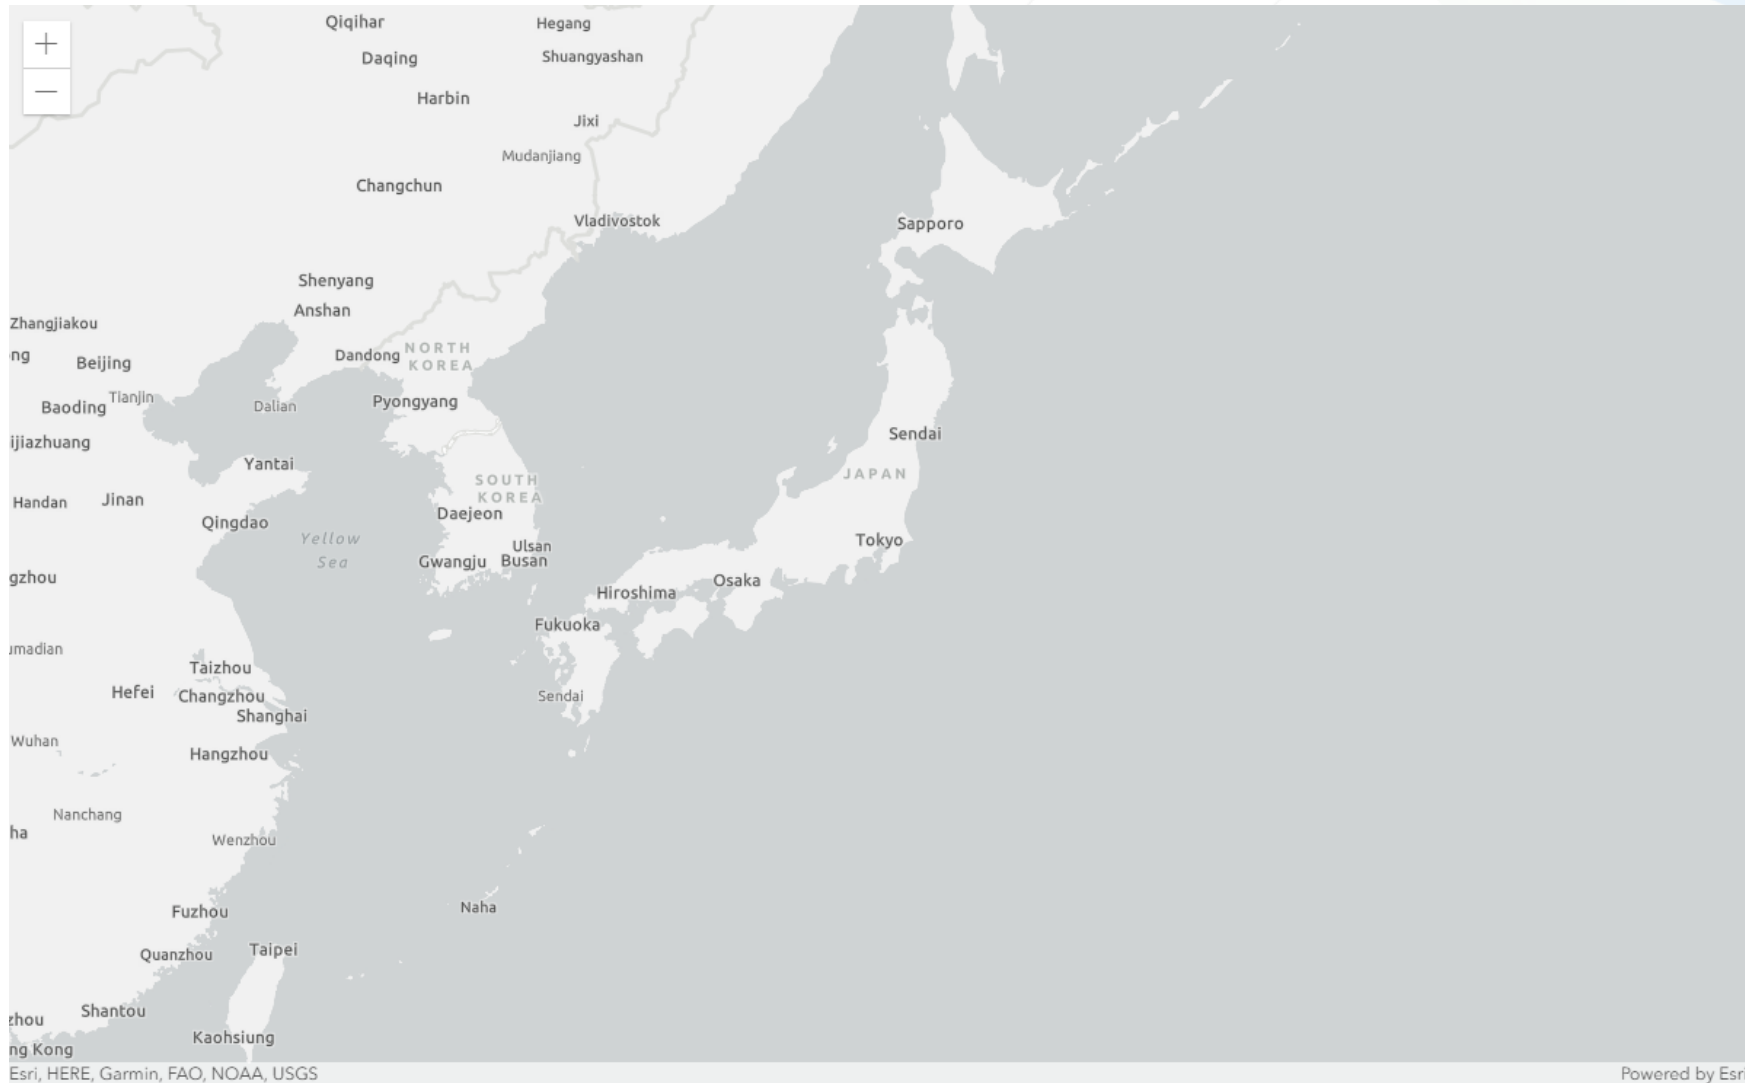 +
Qiqihar
Hegang
Daqing
Shuangyashan
Harbin
Jixi
Mudanjiang
Changchun
Vladivostok
Sapporo
Shenyang
Anshan
Zhangjiakou
ong
Beijing
Dandong
NORTH
KOREA
Tianjin
Baoding
Dalian
Pyongyang
ijiazhuang
Sendai
Yantai
JAPAN
SOUTH
KOREA
Handan
Jinan
Daejeon
Qingdao
Yellow
Sea
Tokyo
Ulsan
Gwangju
Busan
gzhou
Osaka
Hiroshima
Fukuoka
umadian
Taizhou
Hefei
Changzhou
Sendai
Shanghai
Wuhan
Hangzhou
Nanchang
ha
Wenzhou
Naha
Fuzhou
Quanzhou
Taipei
Shantou
zhou
Kaohsiung
ng Kong
Esri, HERE, Garmin, FAO, NOAA, USGS
Powered by Esri